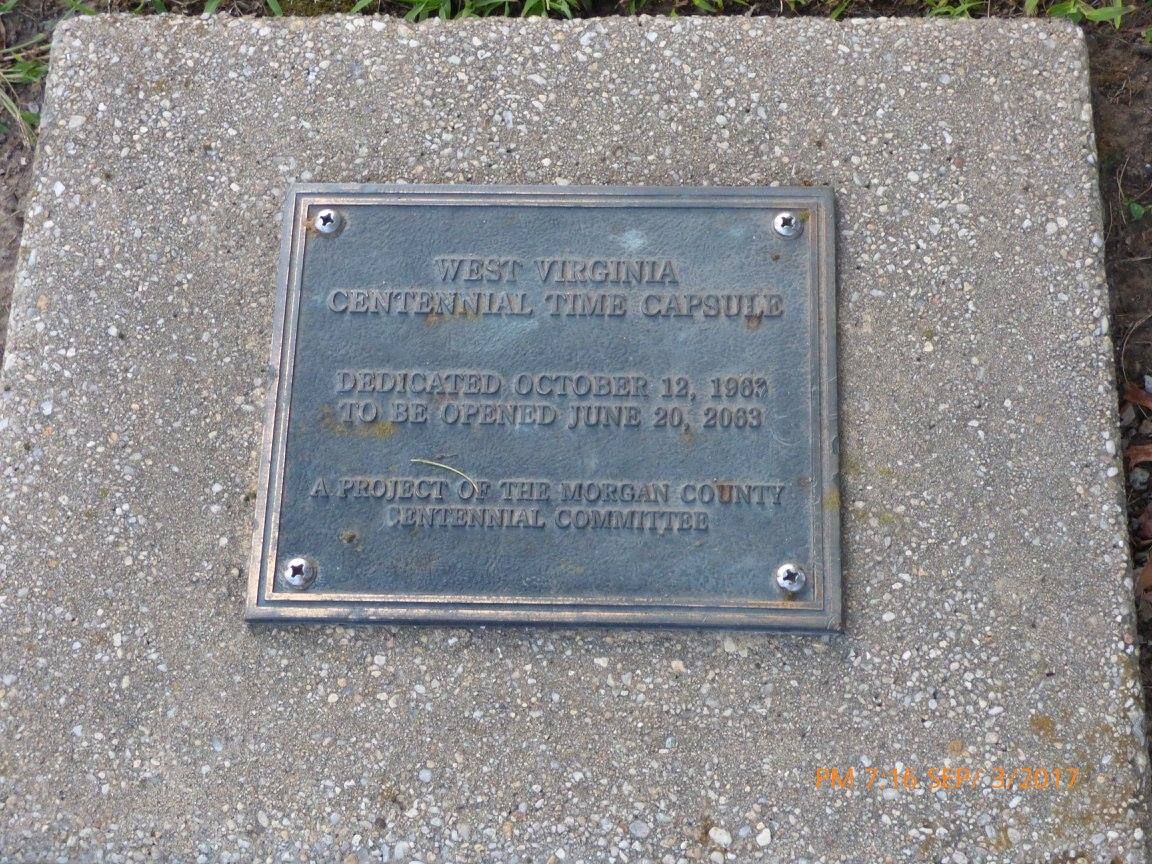 WEST VIRGINIA
CENTENNIAL TIME CAPSULE
DEDICATED OCTOBER 12, 1963
TO BE OPENED JUNE 20, 2063
A PROJECT OF THE MORGAN COUNTY
CENTENNIAL COMMITTEE
PM 7:16 SEP/ 3/2017